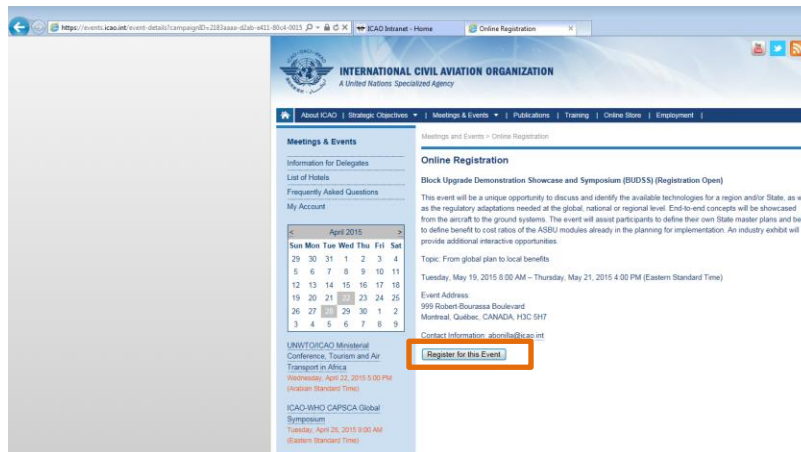 https://events.icao.int/event-details?campaignID=2183aaaa-d2ab-e411-80c4-0015
ICAO Intranet - Home
Online Registration
INTERNATIONAL CIVIL AVIATION ORGANIZATION
A United Nations Specialized Agency
About ICAO | Strategic Objectives | Meetings & Events | Publications | Training | Online Store | Employment |
Meetings & Events
Information for Delegates
List of Hotels
Frequently Asked Questions
My Account
< April 2015 >
Sun Mon Tue Wed Thu Fri Sat
29 30 31 1 2 3 4
5 6 7 8 9 10 11
12 13 14 15 16 17 18
19 20 21 22 23 24 25
26 27 28 29 30 1 2
3 4 5 6 7 8 9
UNWTO/ICAO Ministerial
Conference, Tourism and Air
Transport in Africa
Wednesday, April 22, 2015 5:00 PM
(Arabian Standard Time)
ICAO-WHO CAPSCA Global
Symposium
Tuesday, April 28, 2015 9:00 AM
(Eastern Standard Time)
Meetings and Events > Online Registration
Online Registration
Block Upgrade Demonstration Showcase and Symposium (BUDSS) (Registration Open)
This event will be a unique opportunity to discuss and identify the available technologies for a region and/or State, as
as the regulatory adaptations needed at the global, national or regional level. End-to-end concepts will be showcased
from the aircraft to the ground systems. The event will assist participants to define their own State master plans and be
to define benefit to cost ratios of the ASBU modules already in the planning for implementation. An industry exhibit will
provide additional interactive opportunities.
Topic: From global plan to local benefits
Tuesday, May 19, 2015 8:00 AM – Thursday, May 21, 2015 4:00 PM (Eastern Standard Time)
Event Address:
999 Robert-Bourassa Boulevard
Montreal, Québec, CANADA, H3C 5H7
Contact Information: abonilla@icao.int
Register for this Event